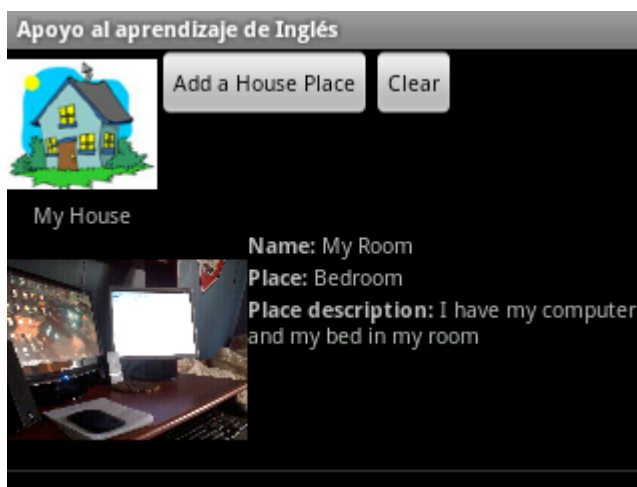 Apoyo al aprendizaje de Inglés
Add a House Place
Clear
My House
Name: My Room
Place: Bedroom
Place description: I have my computer
and my bed in my room